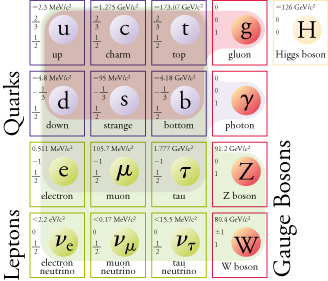 ≈2.3 MeV/c²
2/3
1/2
u
up
≈1.275 GeV/c²
2/3
1/2
c
charm
≈173.07 GeV/c²
2/3
1/2
t
top
0
0
1
g
gluon
≈126 GeV/c²
0
0
H
Higgs boson
Quarks
≈4.8 MeV/c²
-1/3
1/2
d
down
≈95 MeV/c²
-1/3
1/2
s
strange
≈4.18 GeV/c²
-1/3
1/2
b
bottom
0
0
1
γ
photon
0.511 MeV/c²
-1
1/2
e
electron
105.7 MeV/c²
-1
1/2
μ
muon
1.777 GeV/c²
-1
1/2
τ
tau
91.2 GeV/c²
0
1
Z
Z boson
Gauge Bosons
Leptons
<2.2 eV/c²
0
1/2
νe
electron
neutrino
<0.17 MeV/c²
0
1/2
νμ
muon
neutrino
<15.5 MeV/c²
0
1/2
ντ
tau
neutrino
80.4 GeV/c²
±1
1
W
W boson